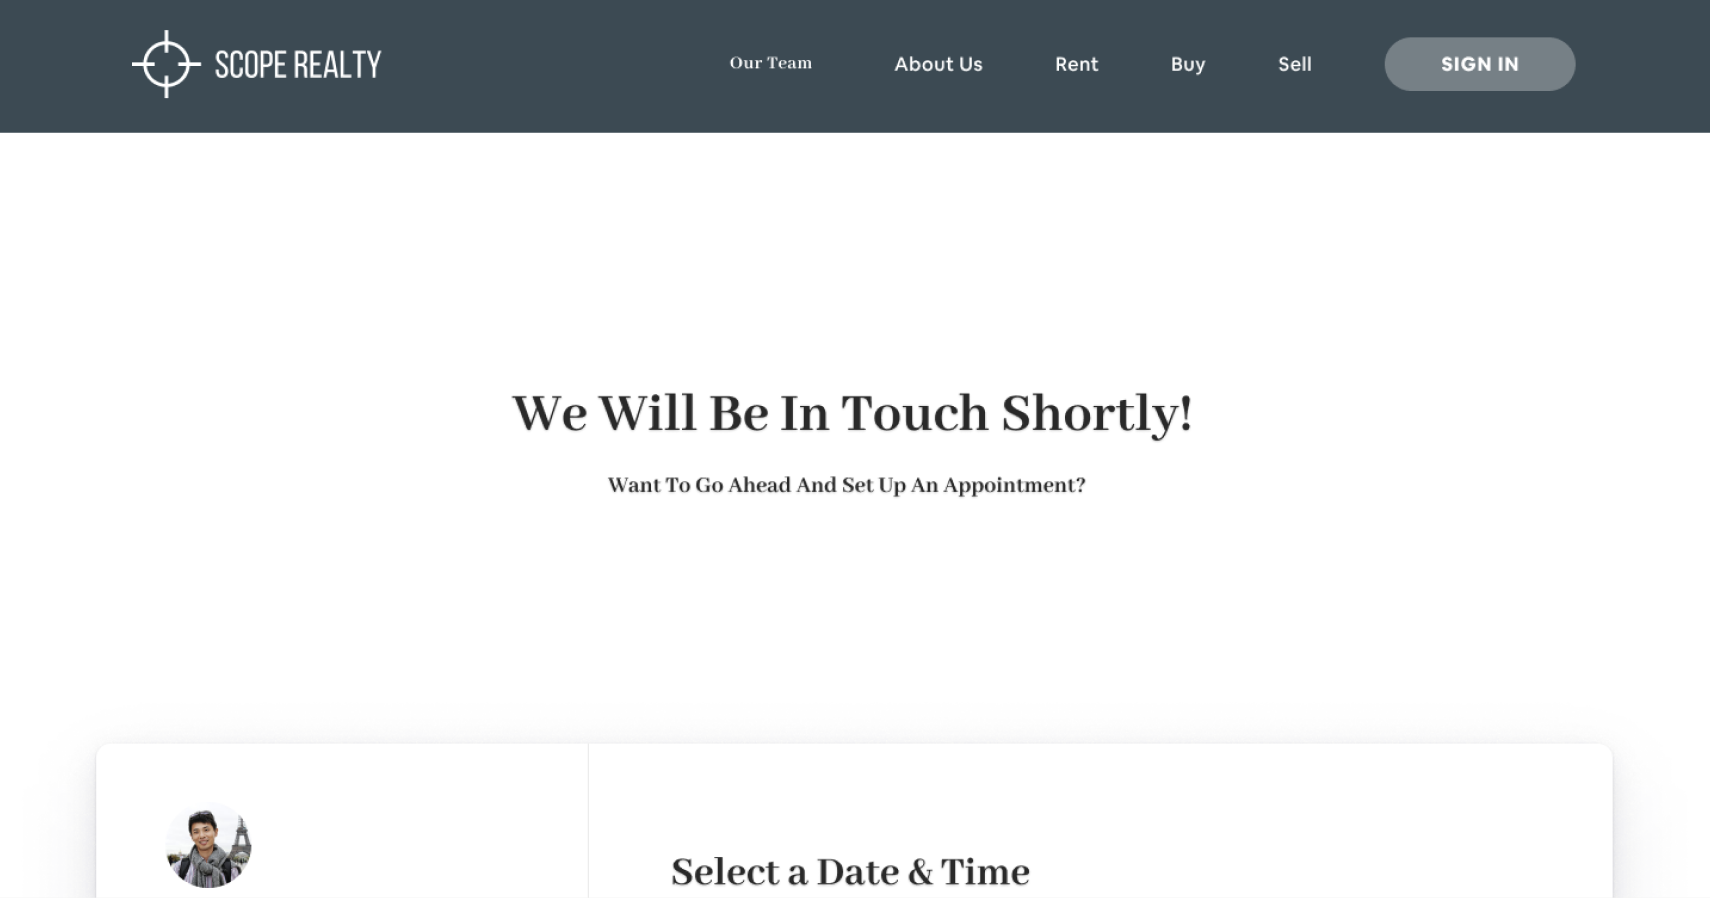 SCOPE REALTY
Our Team
About Us
Rent
Buy
Sell
SIGN IN
We Will Be In Touch Shortly!
Want To Go Ahead And Set Up An Appointment?
Select a Date & Time